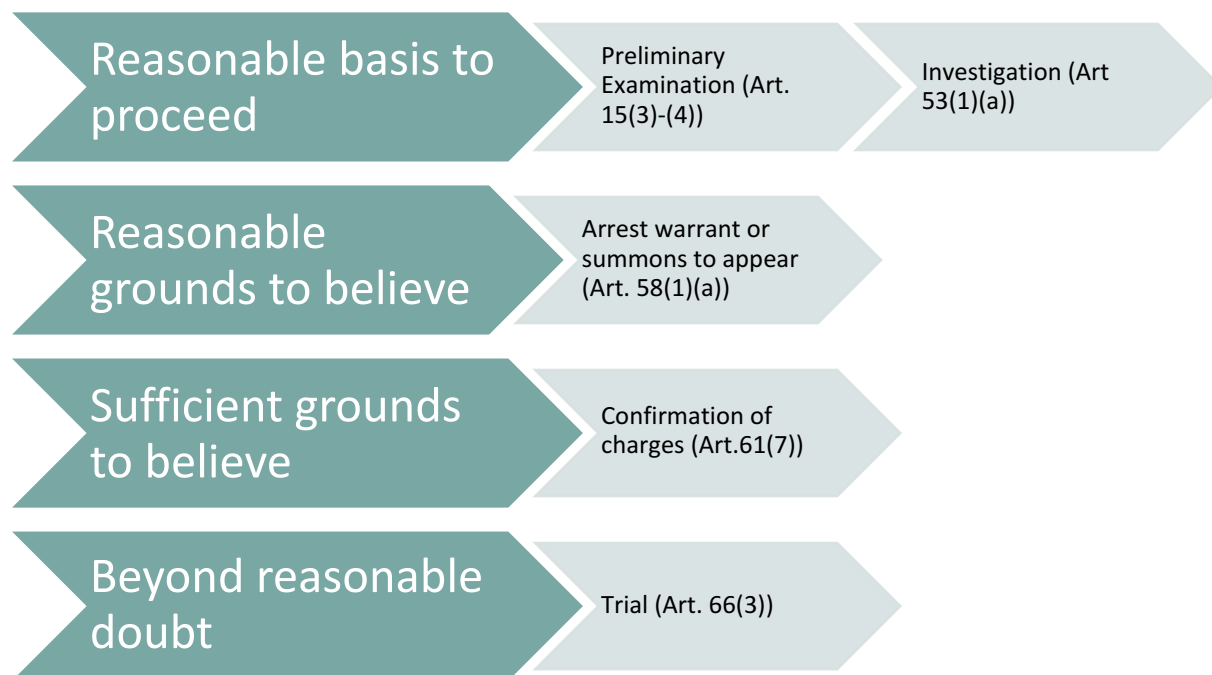 Reasonable basis to
proceed
Preliminary
Examination (Art.
15(3)-(4))
Investigation (Art
53(1)(a))
Reasonable
grounds to believe
Arrest warrant or
summons to appear
(Art. 58(1)(a))
Sufficient grounds
to believe
Confirmation of
charges (Art.61(7))
Beyond reasonable
doubt
Trial (Art. 66(3))